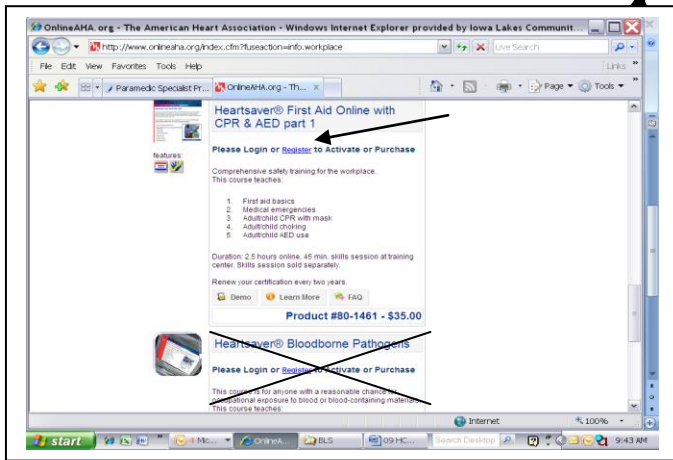 OnlineAHA.org - The American Heart Association - Windows Internet Explorer provided by Iowa Lakes Communit...
http://www.onlineaha.org/index.cfm?fuseaction=info.workplace
Live Search
File Edit View Favorites Tools Help
Links
Paramedic Specialist Pr...
OnlineAHA.org - Th...
Page
Tools
Heartsaver® First Aid Online with
CPR & AED part 1
features:
Please Login or Register to Activate or Purchase
Comprehensive safety training for the workplace.
This course teaches:
1. First aid basics
2. Medical emergencies
3. Adult/child CPR with mask
4. Adult/child choking
5. Adult/child AED use
Duration: 2.5 hours online, 45 min. skills session at training
center. Skills session sold separately.
Renew your certification every two years.
Demo Learn More FAQ
Product #80-1461 - $35.00
Heartsaver® Bloodborne Pathogens
Please Login or Register to Activate or Purchase
This course is for anyone with a reasonable chance for
occupational exposure to blood or blood-containing materials.
This course teaches:
Internet
100%
start
4 Mic...
OnlineA...
BLS
09 HC...
Search Desktop
9:43 AM